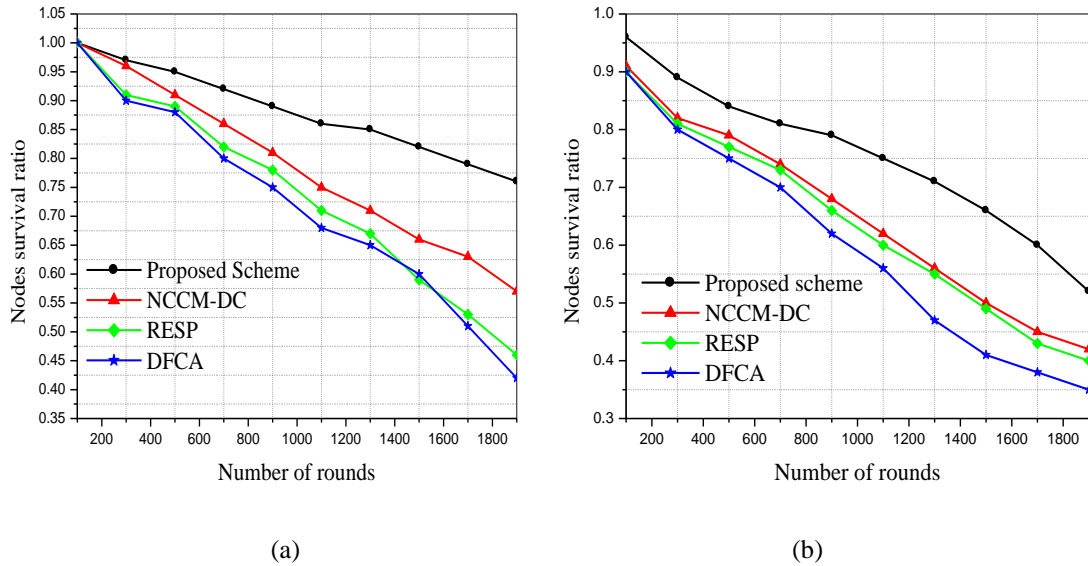 1.05
1.00
0.95
0.90
0.85
0.80
0.75
0.70
0.65
0.60
0.55
0.50
0.45
0.40
0.35
Nodes survival ratio
Proposed Scheme
NCCM-DC
RESP
DFCA
200 400 600 800 1000 1200 1400 1600 1800
Number of rounds
(a)
1.0
0.9
0.8
0.7
0.6
0.5
0.4
0.3
Nodes survival ratio
Proposed scheme
NCCM-DC
RESP
DFCA
200 400 600 800 1000 1200 1400 1600 1800
Number of rounds
(b)